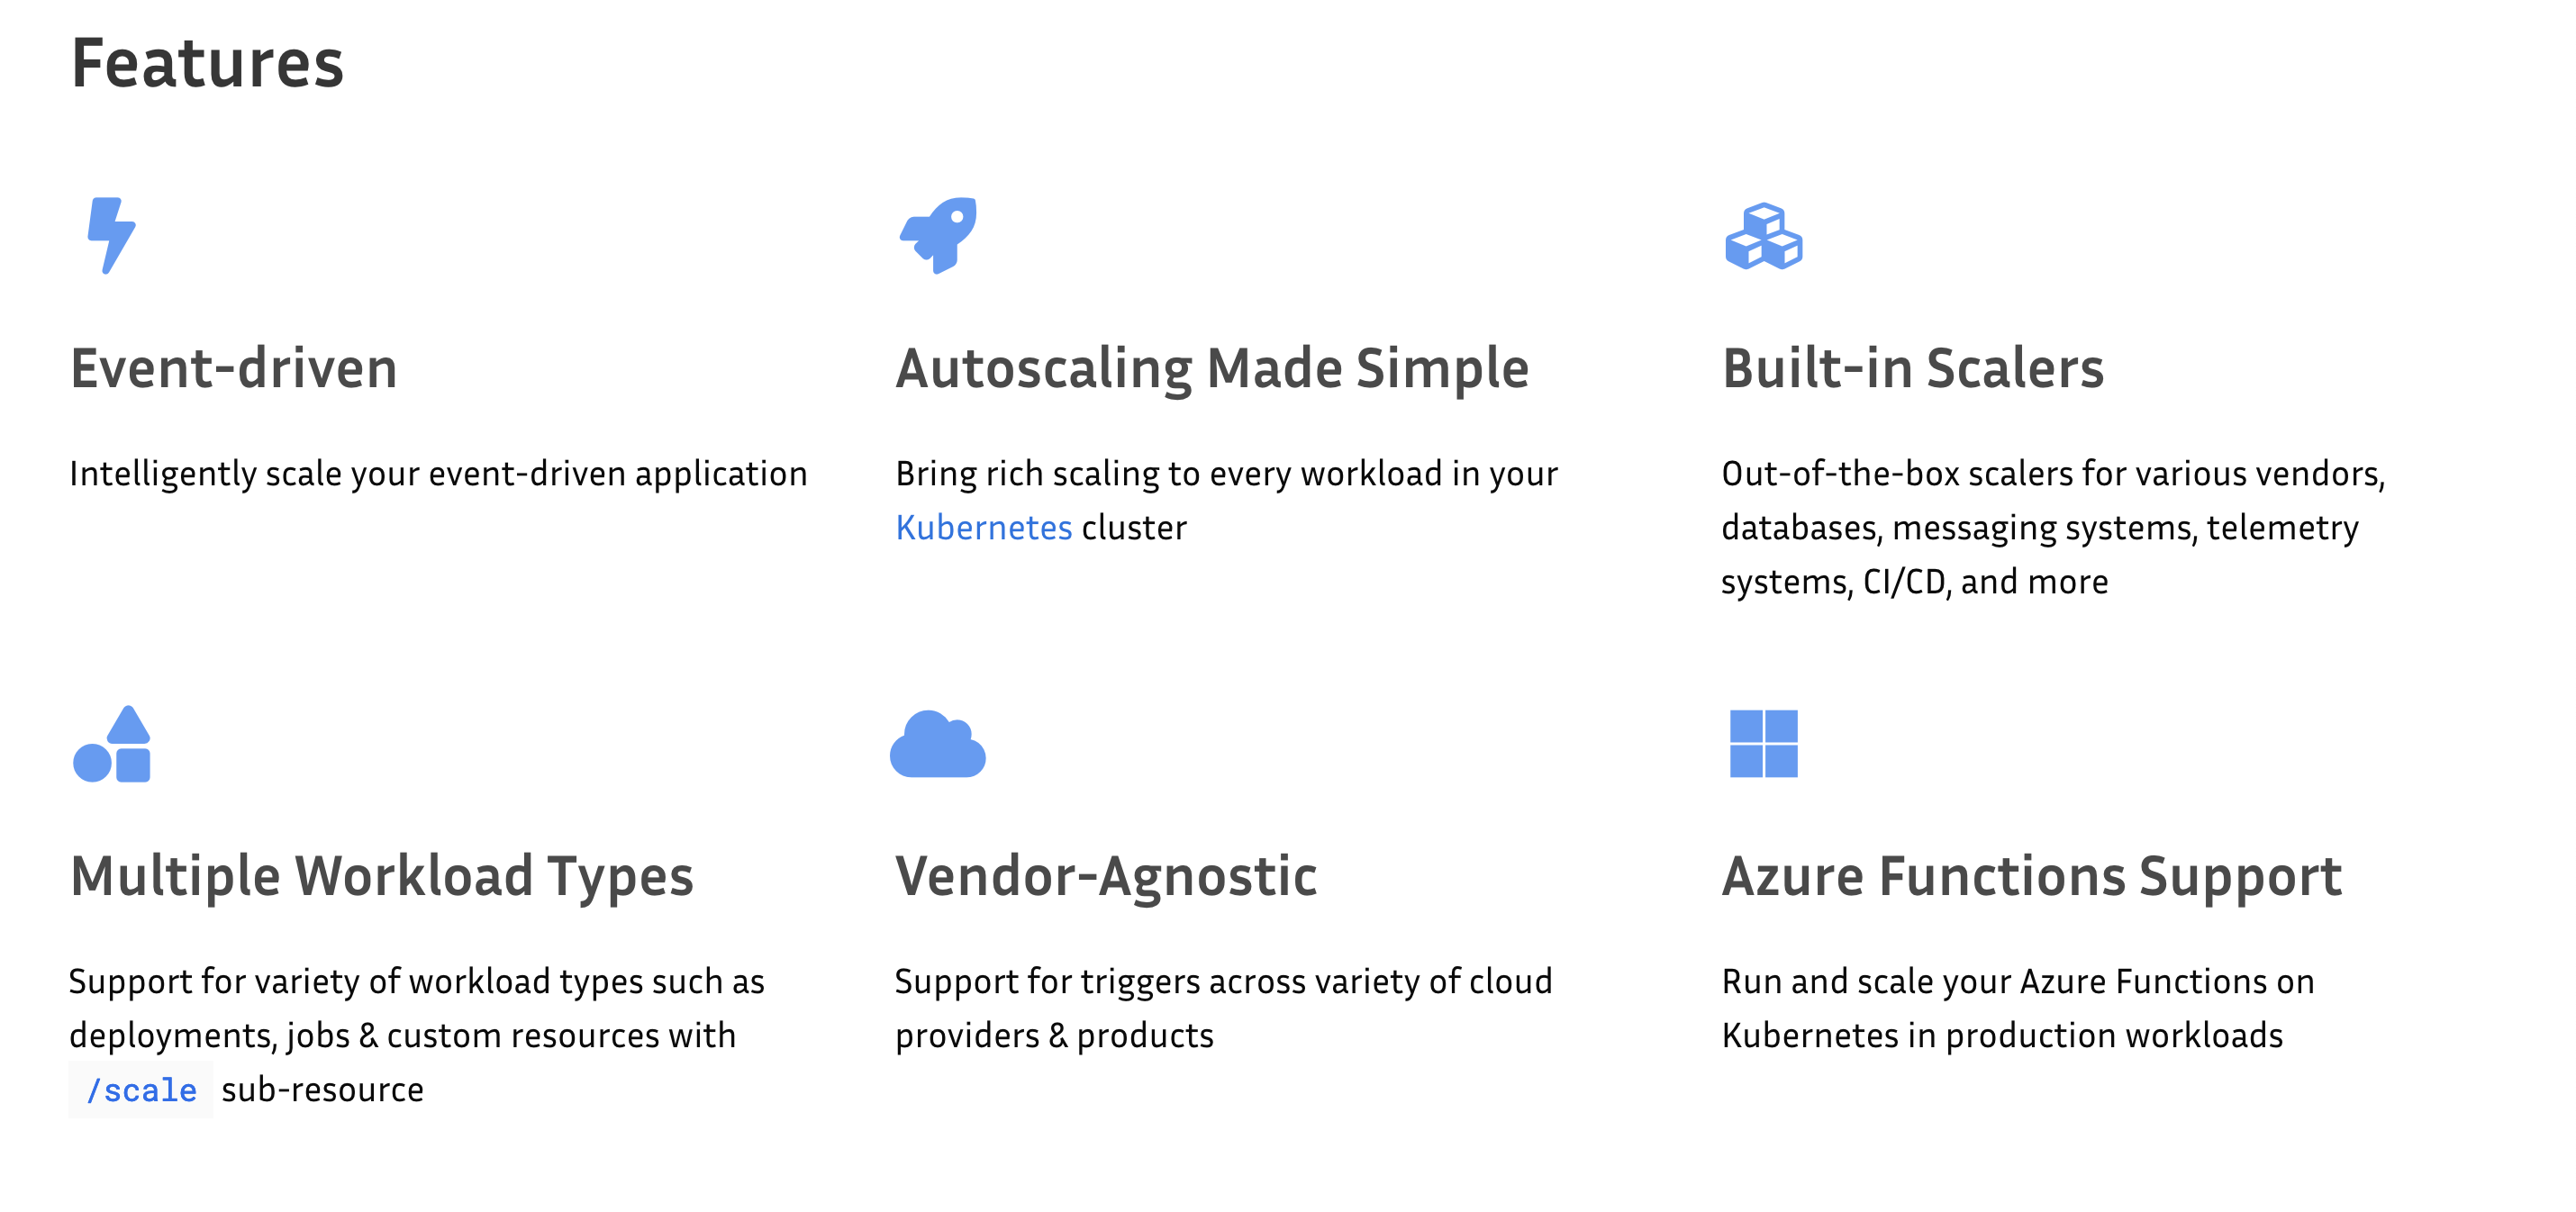 Features
Event-driven
Intelligently scale your event-driven application
Autoscaling Made Simple
Bring rich scaling to every workload in your
Kubernetes cluster
Built-in Scalers
Out-of-the-box scalers for various vendors,
databases, messaging systems, telemetry
systems, CI/CD, and more
Multiple Workload Types
Support for variety of workload types such as
deployments, jobs & custom resources with
/scale sub-resource
Vendor-Agnostic
Support for triggers across variety of cloud
providers & products
Azure Functions Support
Run and scale your Azure Functions on
Kubernetes in production workloads